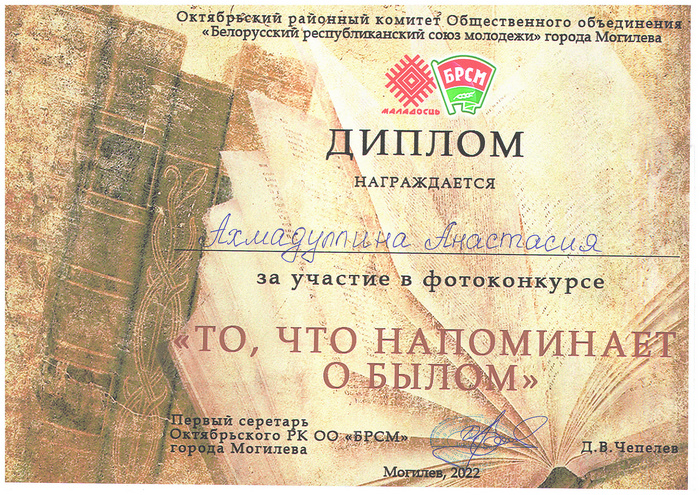 Октябрьский районный комитет Общественного объединения
«Белорусский республиканский союз молодежи» города Могилева
МАЛАДОСЦЬ
БРСМ
ДИПЛОМ
НАГРАЖДАЕТСЯ
Ахмадуллина Анастасия
за участие в фотоконкурсе
«ТО, ЧТО НАПОМИНАЕТ
О БЫЛОМ»
Первый серетарь
Октябрьского РК ОО «БРСМ»
города Могилева
Д.В.Чепелев
Могилев, 2022